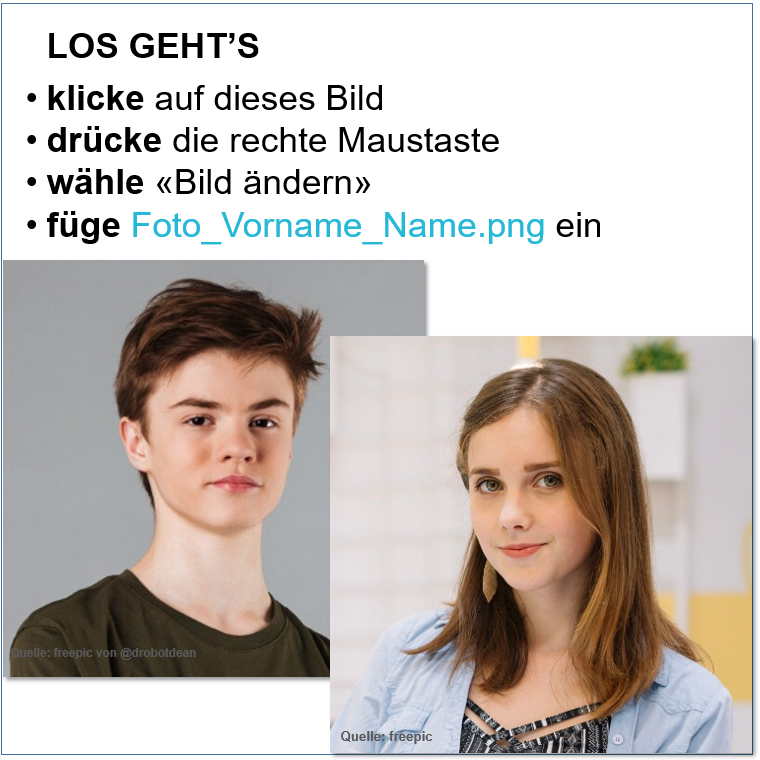 LOS GEHT’S
• klicke auf dieses Bild
• drücke die rechte Maustaste
• wähle «Bild ändern»
• füge Foto_Vorname_Name.png ein
Quelle: freepic von @drobotdean
Quelle: freepic